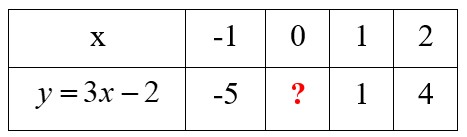 x -1 0 1 2
y = 3x − 2 -5 ? 1 4